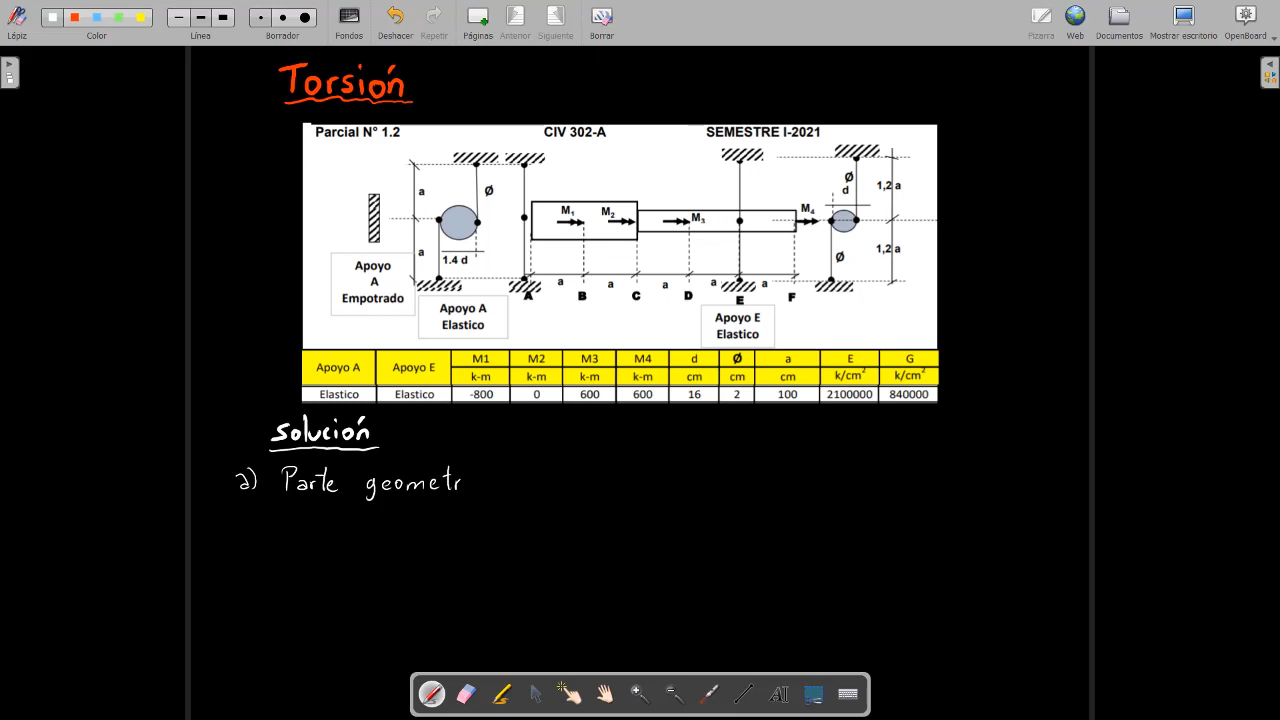 Lápiz Color Línea Borrador Fondos Deshacer Repetir Páginas Anterior Siguiente Borrar Pizarra Web Documentos Mostrar escritorio OpenBoard
Torsión
Parcial N° 1.2 CIV 302-A SEMESTRE I-2021
a Ø Ø d 1,2 a
M1 M2 M3 M4
a 1.4 d Ø 1,2 a
Apoyo
A
Empotrado
a a a a a
A B C D E F
Apoyo A
Elastico
Apoyo E
Elastico
Apoyo A Apoyo E M1 M2 M3 M4 d Ø a E G
k-m k-m k-m k-m cm cm cm k/cm² k/cm²
Elastico Elastico -800 0 600 600 16 2 100 2100000 840000
Solución
a) Parte geometr